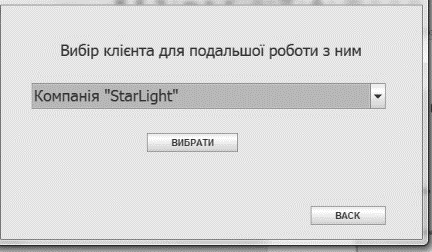 Вибір клієнта для подальшої роботи з ним
Компанія "StarLight"
ВИБРАТИ
BACK